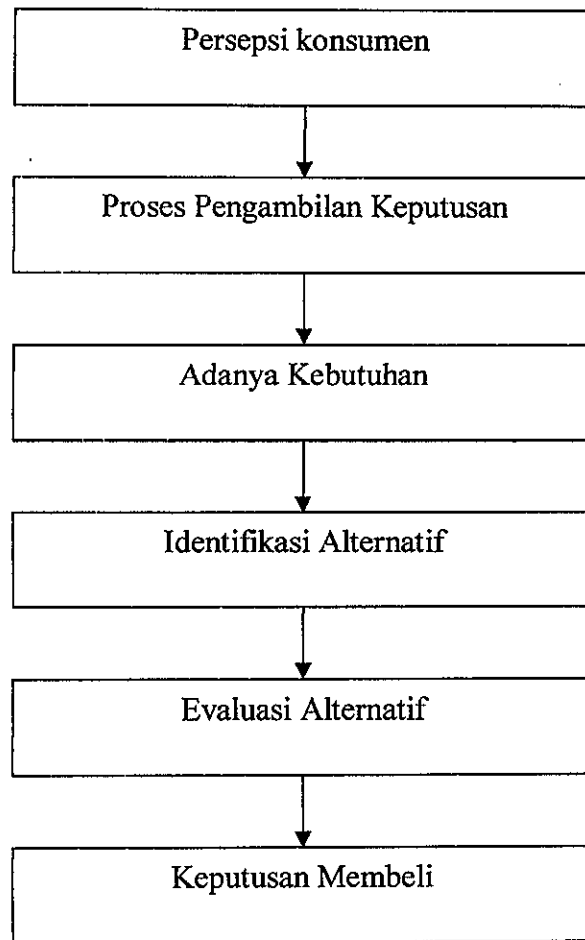 Persepsi konsumen
Proses Pengambilan Keputusan
Adanya Kebutuhan
Identifikasi Alternatif
Evaluasi Alternatif
Keputusan Membeli